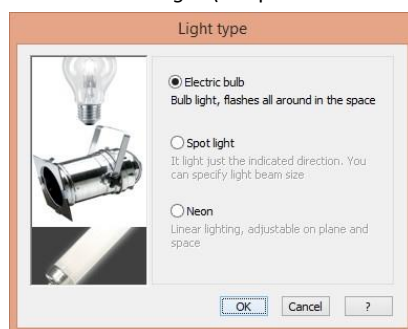 Light type
Electric bulb
Bulb light, flashes all around in the space
Spot light
It light just the indicated direction. You
can specify light beam size
Neon
Linear lighting, adjustable on plane and
space
OK
Cancel
?